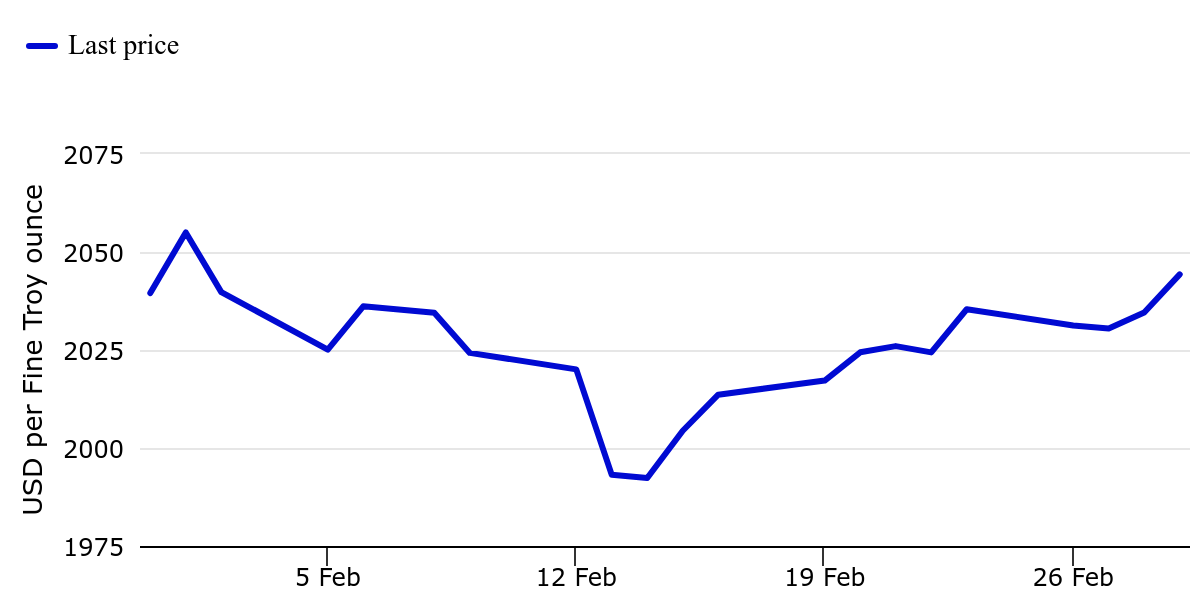 Last price
USD per Fine Troy ounce
2075
2050
2025
2000
1975
5 Feb
12 Feb
19 Feb
26 Feb